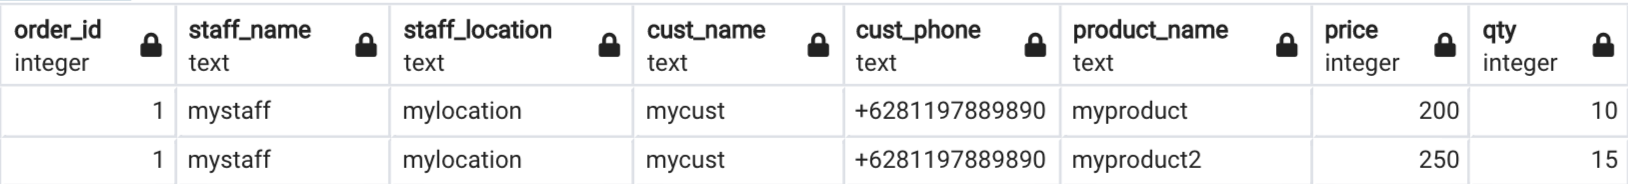 order_id staff_name staff_location cust_name cust_phone product_name price qty
integer text text text text text integer integer
1 mystaff mylocation mycust +6281197889890 myproduct 200 10
1 mystaff mylocation mycust +6281197889890 myproduct2 250 15